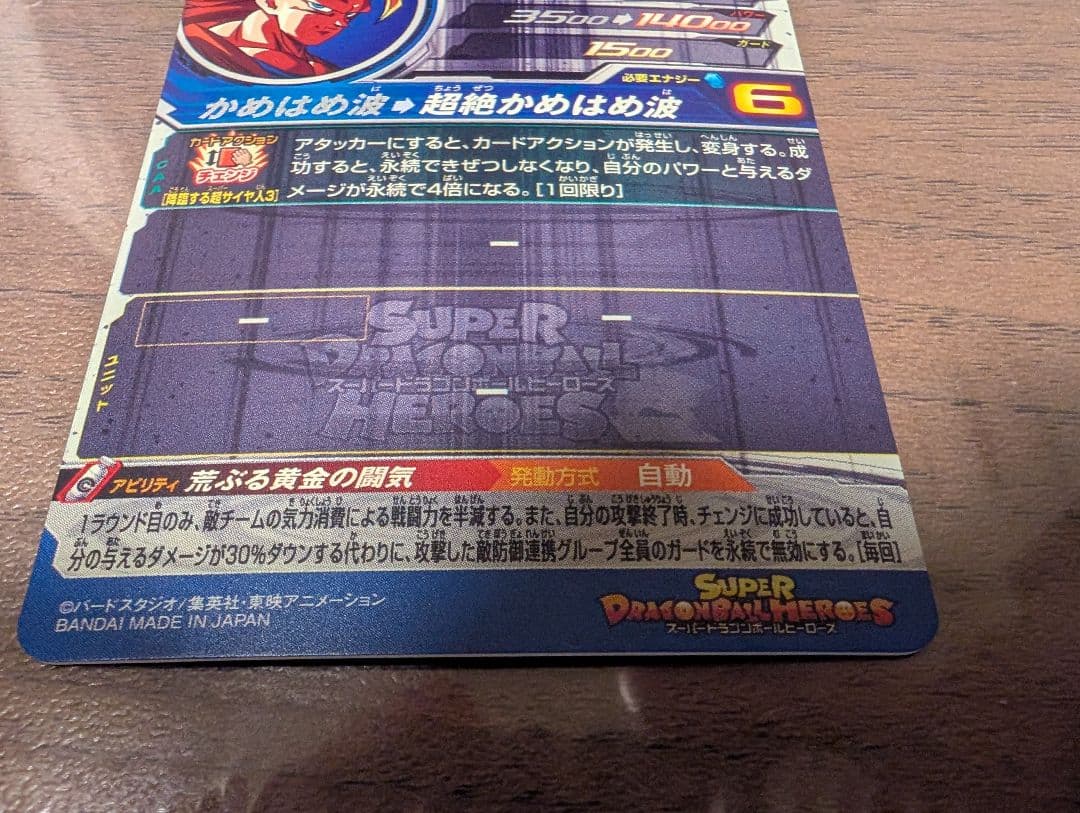 パワー
3500➡14000
ガード
1500
必要エナジー 6
かめはめ波➡超絶かめはめ波
CAA
カードアクション
チェンジ
[降臨する超サイヤ人3]
アタッカーにすると、カードアクションが発生し、変身する。成
功すると、永続できぜつしなくなり、自分のパワーと与えるダ
メージが永続で4倍になる。[1回限り]
ー
ユニット
ー ー
ー
SUPER
DRAGONBALL
スーパードラゴンボールヒーローズ
HEROES
アビリティ 荒ぶる黄金の闘気 発動方式 自動
1ラウンド目のみ、敵チームの気力消費による戦闘力を半減する。また、自分の攻撃終了時、チェンジに成功していると、自
分の与えるダメージが30%ダウンする代わりに、攻撃した敵防御連携グループ全員のガードを永続で無効にする。[毎回]
©バードスタジオ/集英社・東映アニメーション
BANDAI MADE IN JAPAN
SUPER
DRAGONBALL HEROES
スーパードラゴンボールヒーローズ